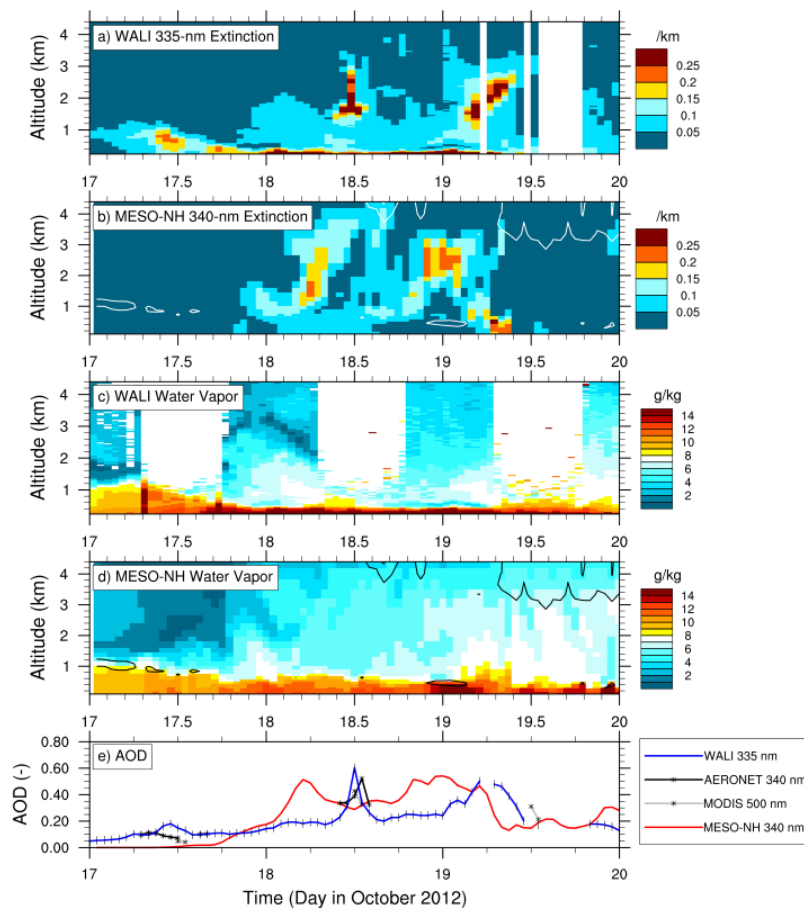 a) WALI 335-nm Extinction
/km
Altitude (km)
4
3
2
1
0.25
0.2
0.15
0.1
0.05
17 17.5 18 18.5 19 19.5 20
b) MESO-NH 340-nm Extinction
/km
Altitude (km)
4
3
2
1
0.25
0.2
0.15
0.1
0.05
17 17.5 18 18.5 19 19.5 20
c) WALI Water Vapor
g/kg
Altitude (km)
4
3
2
1
14
12
10
8
6
4
2
17 17.5 18 18.5 19 19.5 20
d) MESO-NH Water Vapor
g/kg
Altitude (km)
4
3
2
1
14
12
10
8
6
4
2
17 17.5 18 18.5 19 19.5 20
e) AOD
AOD (-)
0.80
0.60
0.40
0.20
0.00
WALI 335 nm
AERONET 340 nm
MODIS 500 nm
MESO-NH 340 nm
17 17.5 18 18.5 19 19.5 20
Time (Day in October 2012)